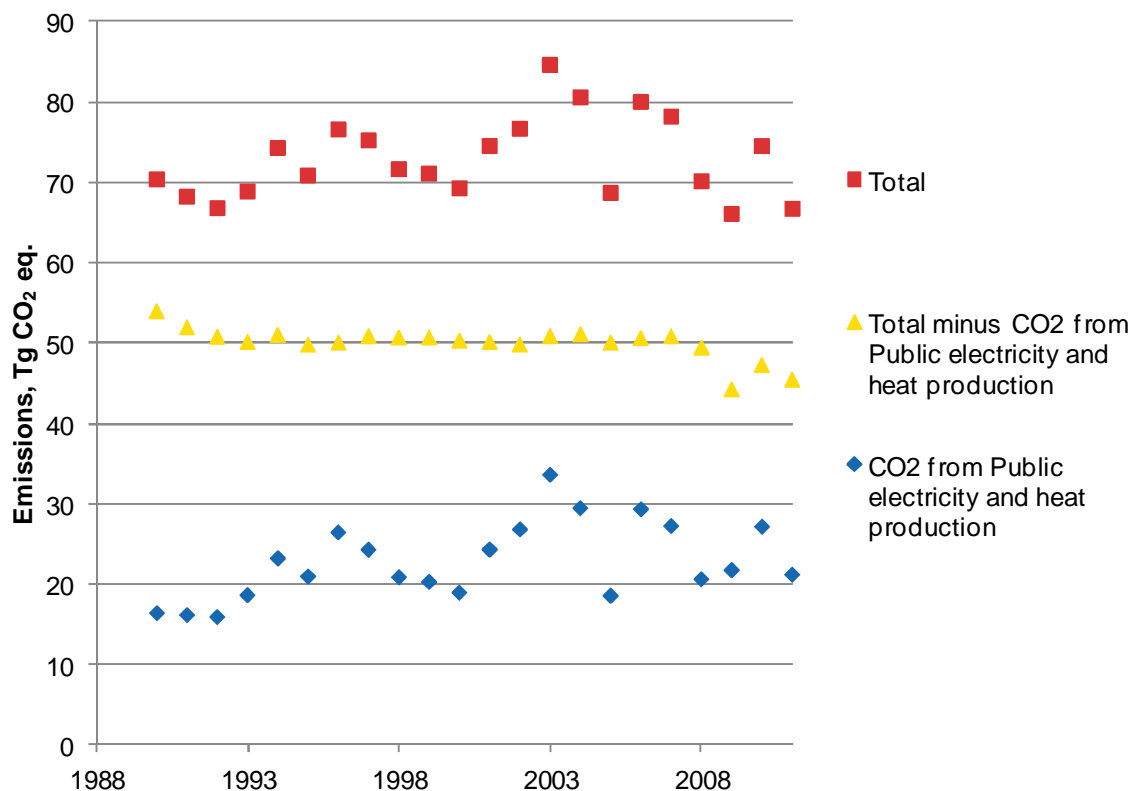 90
80
70
60
50
40
30
20
10
0
Emissions, Tg CO₂ eq.
1988
1993
1998
2003
2008
Total
Total minus CO2 from
Public electricity and
heat production
CO2 from Public
electricity and heat
production